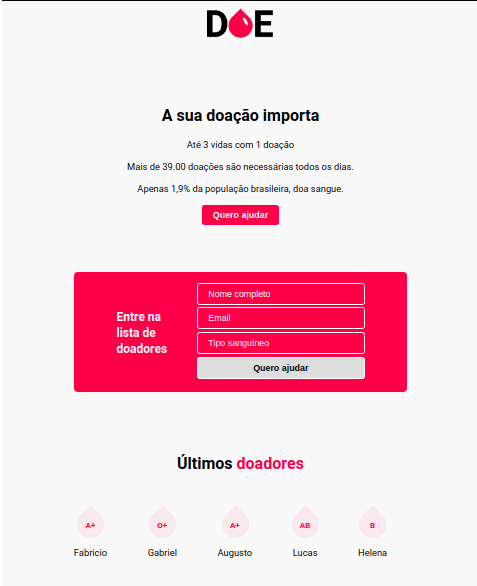 DOE
A sua doação importa
Até 3 vidas com 1 doação
Mais de 39.00 doações são necessárias todos os dias.
Apenas 1,9% da população brasileira, doa sangue.
Quero ajudar
Entre na
lista de
doadores
Nome completo
Email
Tipo sanguíneo
Quero ajudar
Últimos doadores
A+ O+ A+ AB B
Fabricio Gabriel Augusto Lucas Helena